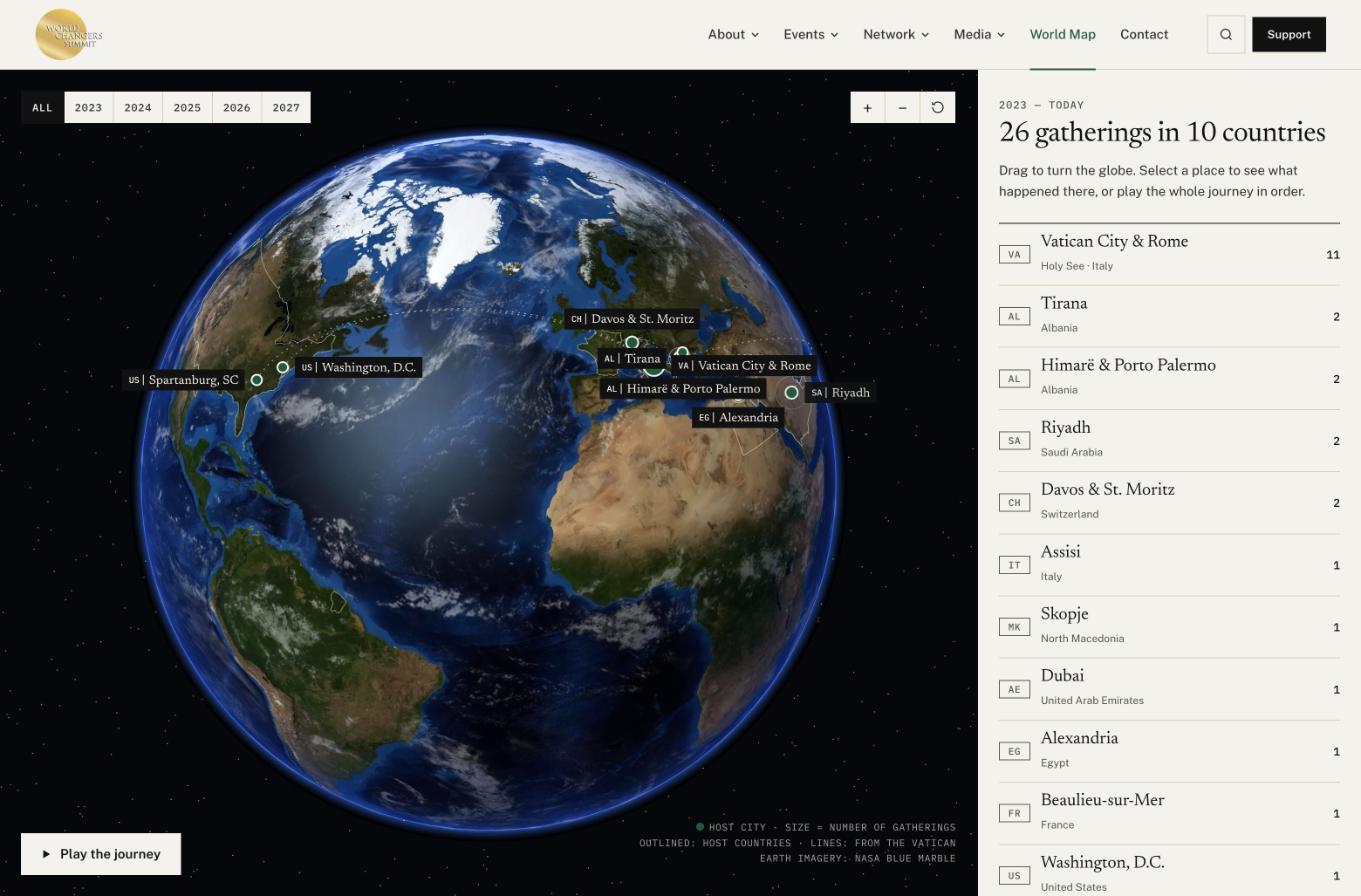 WORLD
CHANGERS
SUMMIT
About
Events
Network
Media
World Map
Contact
Support
ALL
2023
2024
2025
2026
2027
+
−
CH | Davos & St. Moritz
AL | Tirana
VA | Vatican City & Rome
US | Washington, D.C.
US | Spartanburg, SC
AL | Himarë & Porto Palermo
SA | Riyadh
EG | Alexandria
Play the journey
HOST CITY · SIZE = NUMBER OF GATHERINGS
OUTLINED: HOST COUNTRIES · LINES: FROM THE VATICAN
EARTH IMAGERY: NASA BLUE MARBLE
2023 — TODAY
26 gatherings in 10 countries
Drag to turn the globe. Select a place to see what
happened there, or play the whole journey in order.
VA
Vatican City & Rome
Holy See · Italy
11
AL
Tirana
Albania
2
AL
Himarë & Porto Palermo
Albania
2
SA
Riyadh
Saudi Arabia
2
CH
Davos & St. Moritz
Switzerland
2
IT
Assisi
Italy
1
MK
Skopje
North Macedonia
1
AE
Dubai
United Arab Emirates
1
EG
Alexandria
Egypt
1
FR
Beaulieu-sur-Mer
France
1
US
Washington, D.C.
United States
1